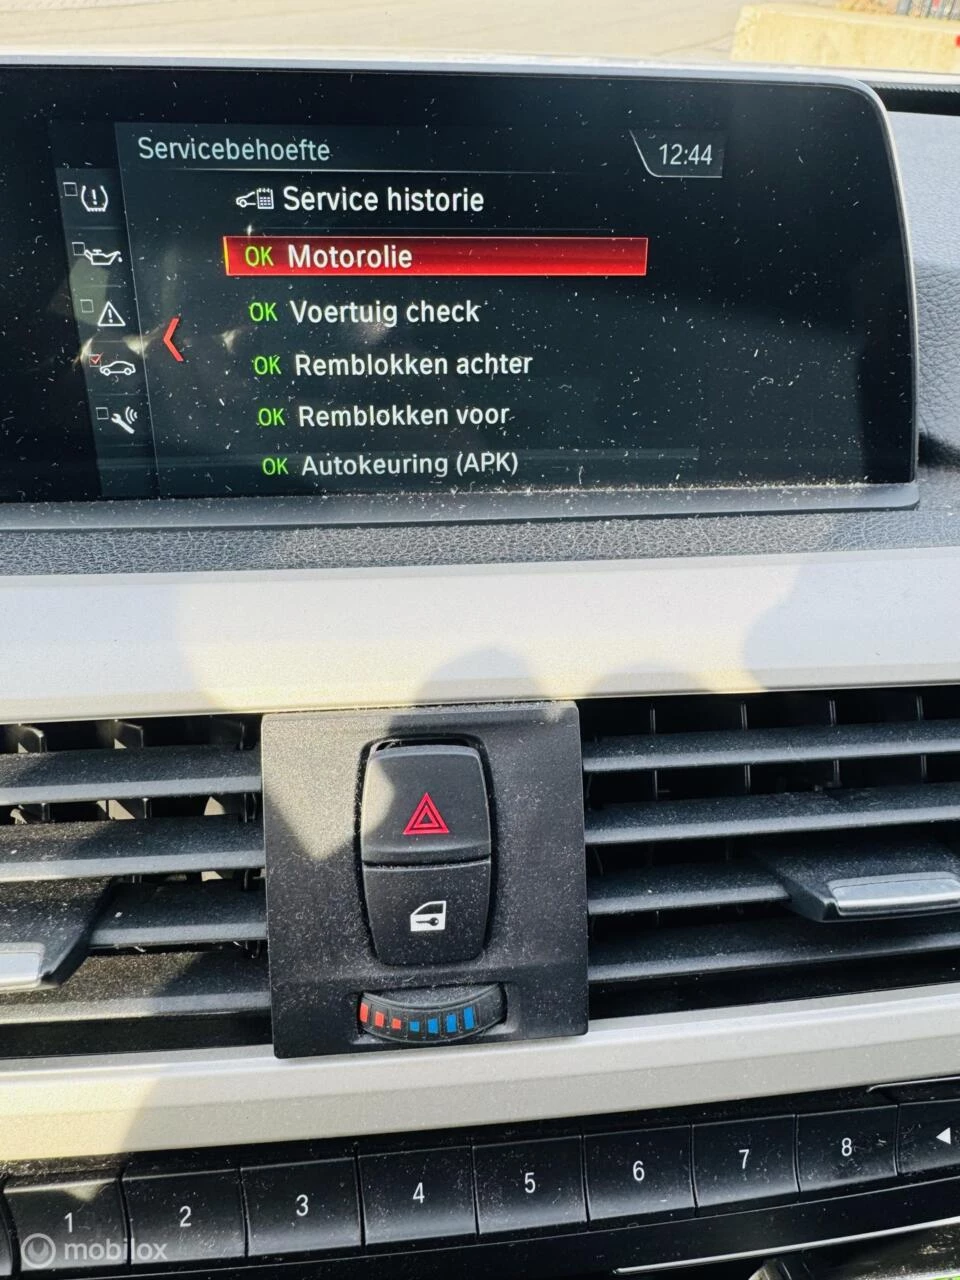 Servicebehoefte
12:44
Service historie
OK Motorolie
OK Voertuig check
OK Remblokken achter
OK Remblokken voor
OK Autokeuring (APK)
1 2 3 4 5 6 7 8
mobilox